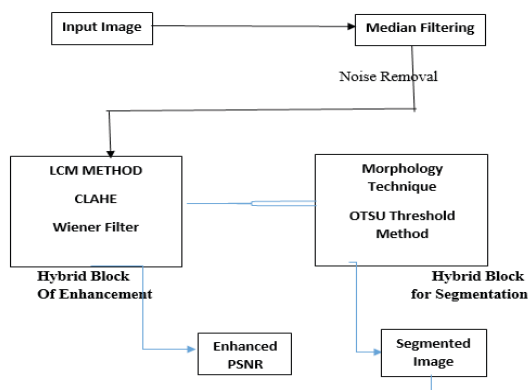 Input Image
Median Filtering
Noise Removal
LCM METHOD
CLAHE
Wiener Filter
Morphology
Technique
OTSU Threshold
Method
Hybrid Block
Of Enhancement
Hybrid Block
for Segmentation
Enhanced
PSNR
Segmented
Image